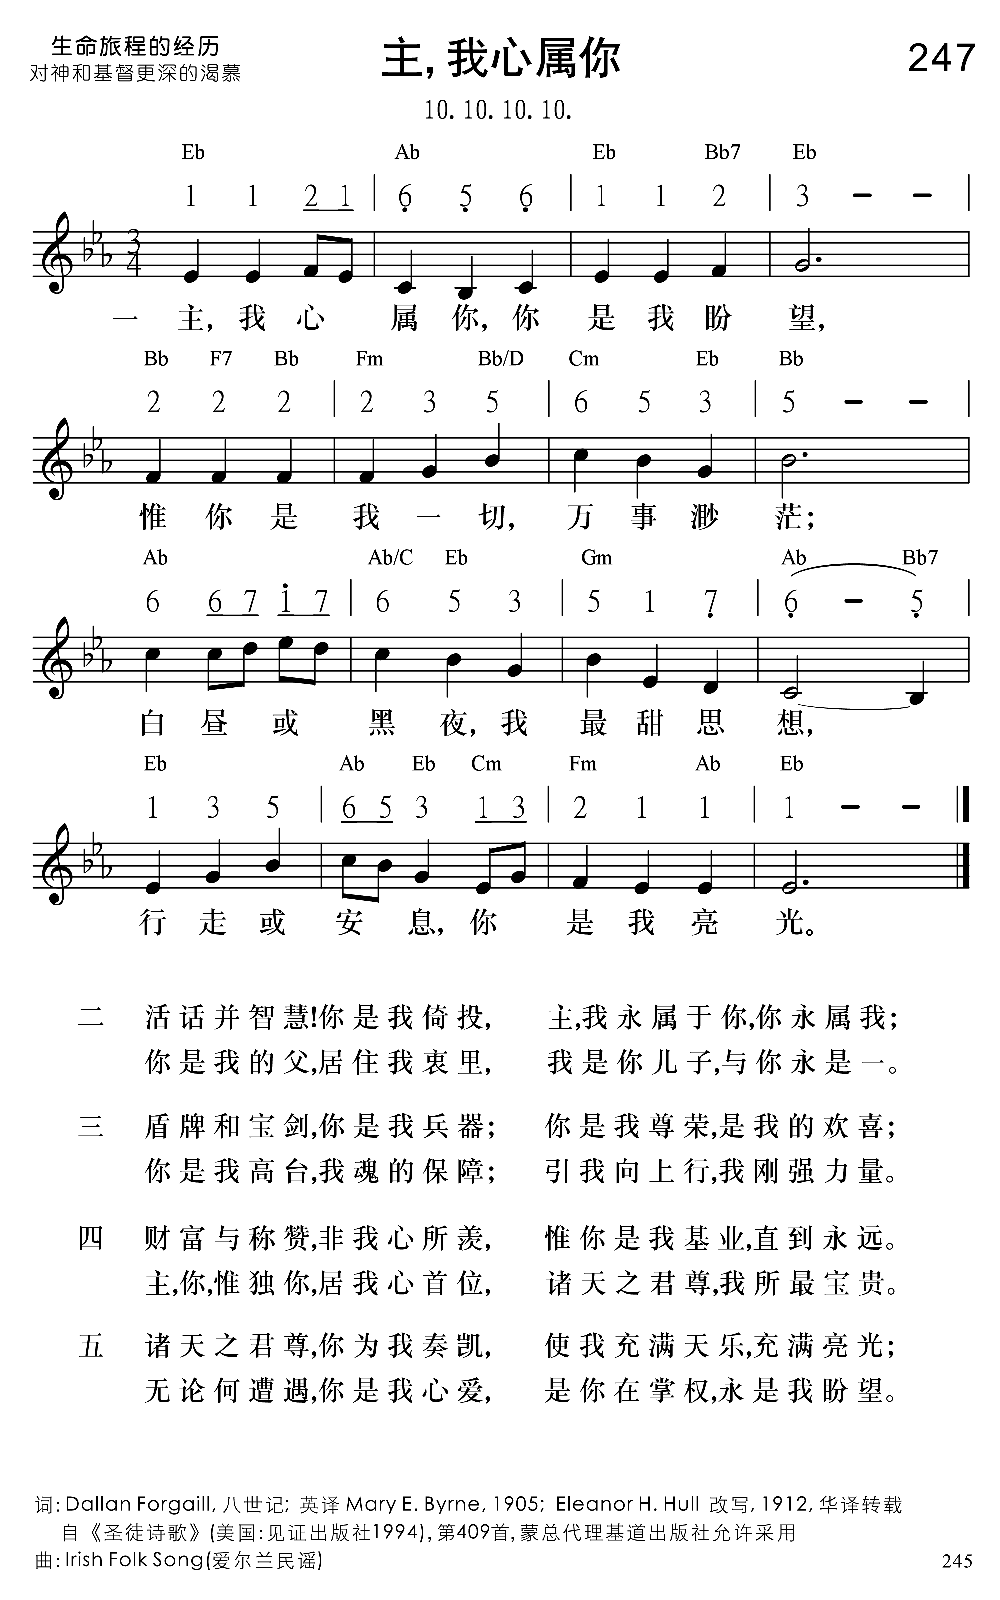 生命旅程的经历
对神和基督更深的渴慕
主,我心属你
247
10.10.10.10.
Eb Ab Eb Bb7 Eb
1 1 2 1 | 6 5 6 | 1 1 2 | 3 – – |
3
4
一 主,我心 属你,你 是我盼 望,
Bb F7 Bb Fm Bb/D Cm Eb Bb
2 2 2 | 2 3 5 | 6 5 3 | 5 – – |
惟你是 我一切, 万事渺 茫;
Ab Ab/C Eb Gm Ab Bb7
6 6 7 1 7 | 6 5 3 | 5 1 7 | 6 – 5 |
白昼或 黑夜,我 最甜思 想,
Eb Ab Eb Cm Fm Ab Eb
1 3 5 | 6 5 3 1 3 | 2 1 1 | 1 – –
行走或 安息,你 是我亮 光。
二 活话并智慧!你是我倚投, 主,我永属于你,你永属我;
你是我的父,居住我衷里, 我是你儿子,与你永是一。
三 盾牌和宝剑,你是我兵器; 你是我尊荣,是我的欢喜;
你是我高台,我魂的保障; 引我向上行,我刚强力量。
四 财富与称赞,非我心所羡, 惟你是我基业,直到永远。
主,你,惟独你,居我心首位, 诸天之君尊,我所最宝贵。
五 诸天之君尊,你为我奏凯, 使我充满天乐,充满亮光;
无论何遭遇,你是我心爱, 是你在掌权,永是我盼望。
词: Dallan Forgaill, 八世记; 英译 Mary E. Byrne, 1905; Eleanor H. Hull 改写, 1912, 华译转载
自《圣徒诗歌》(美国:见证出版社1994), 第409首, 蒙总代理基道出版社允许采用
曲: Irish Folk Song(爱尔兰民谣)
245